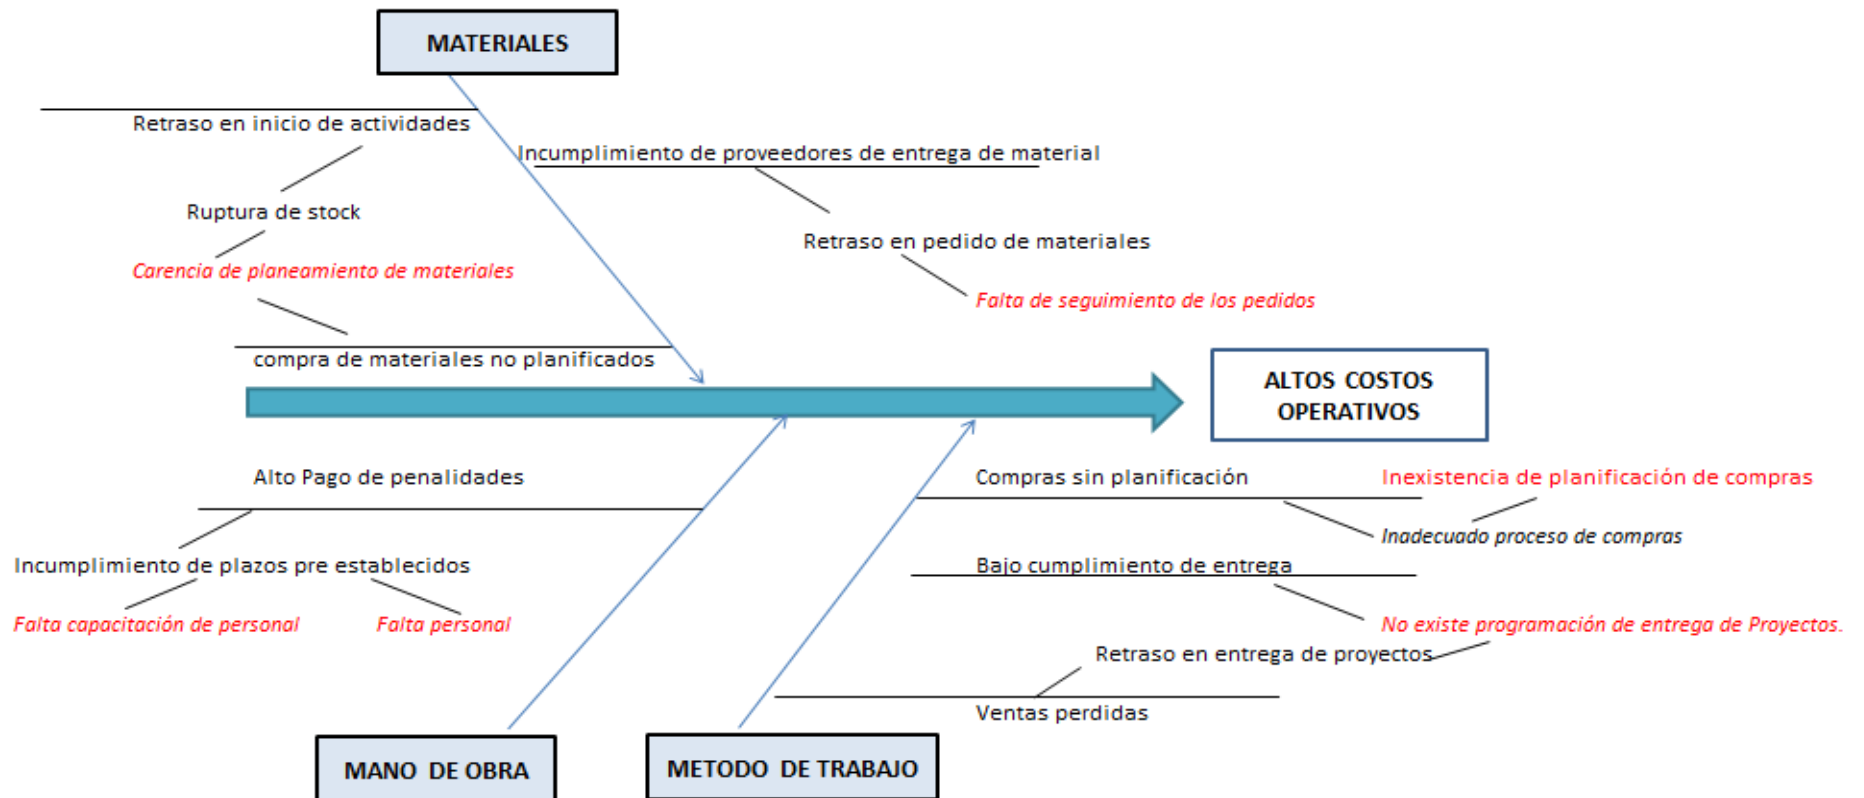 MATERIALES
Retraso en inicio de actividades
Incumplimiento de proveedores de entrega de material
Ruptura de stock
Retraso en pedido de materiales
Carencia de planeamiento de materiales
Falta de seguimiento de los pedidos
compra de materiales no planificados
ALTOS COSTOS
OPERATIVOS
Alto Pago de penalidades
Compras sin planificación
Inexistencia de planificación de compras
Inadecuado proceso de compras
Incumplimiento de plazos pre establecidos
Bajo cumplimiento de entrega
Falta capacitación de personal
Falta personal
No existe programación de entrega de Proyectos.
Retraso en entrega de proyectos
Ventas perdidas
MANO DE OBRA
METODO DE TRABAJO